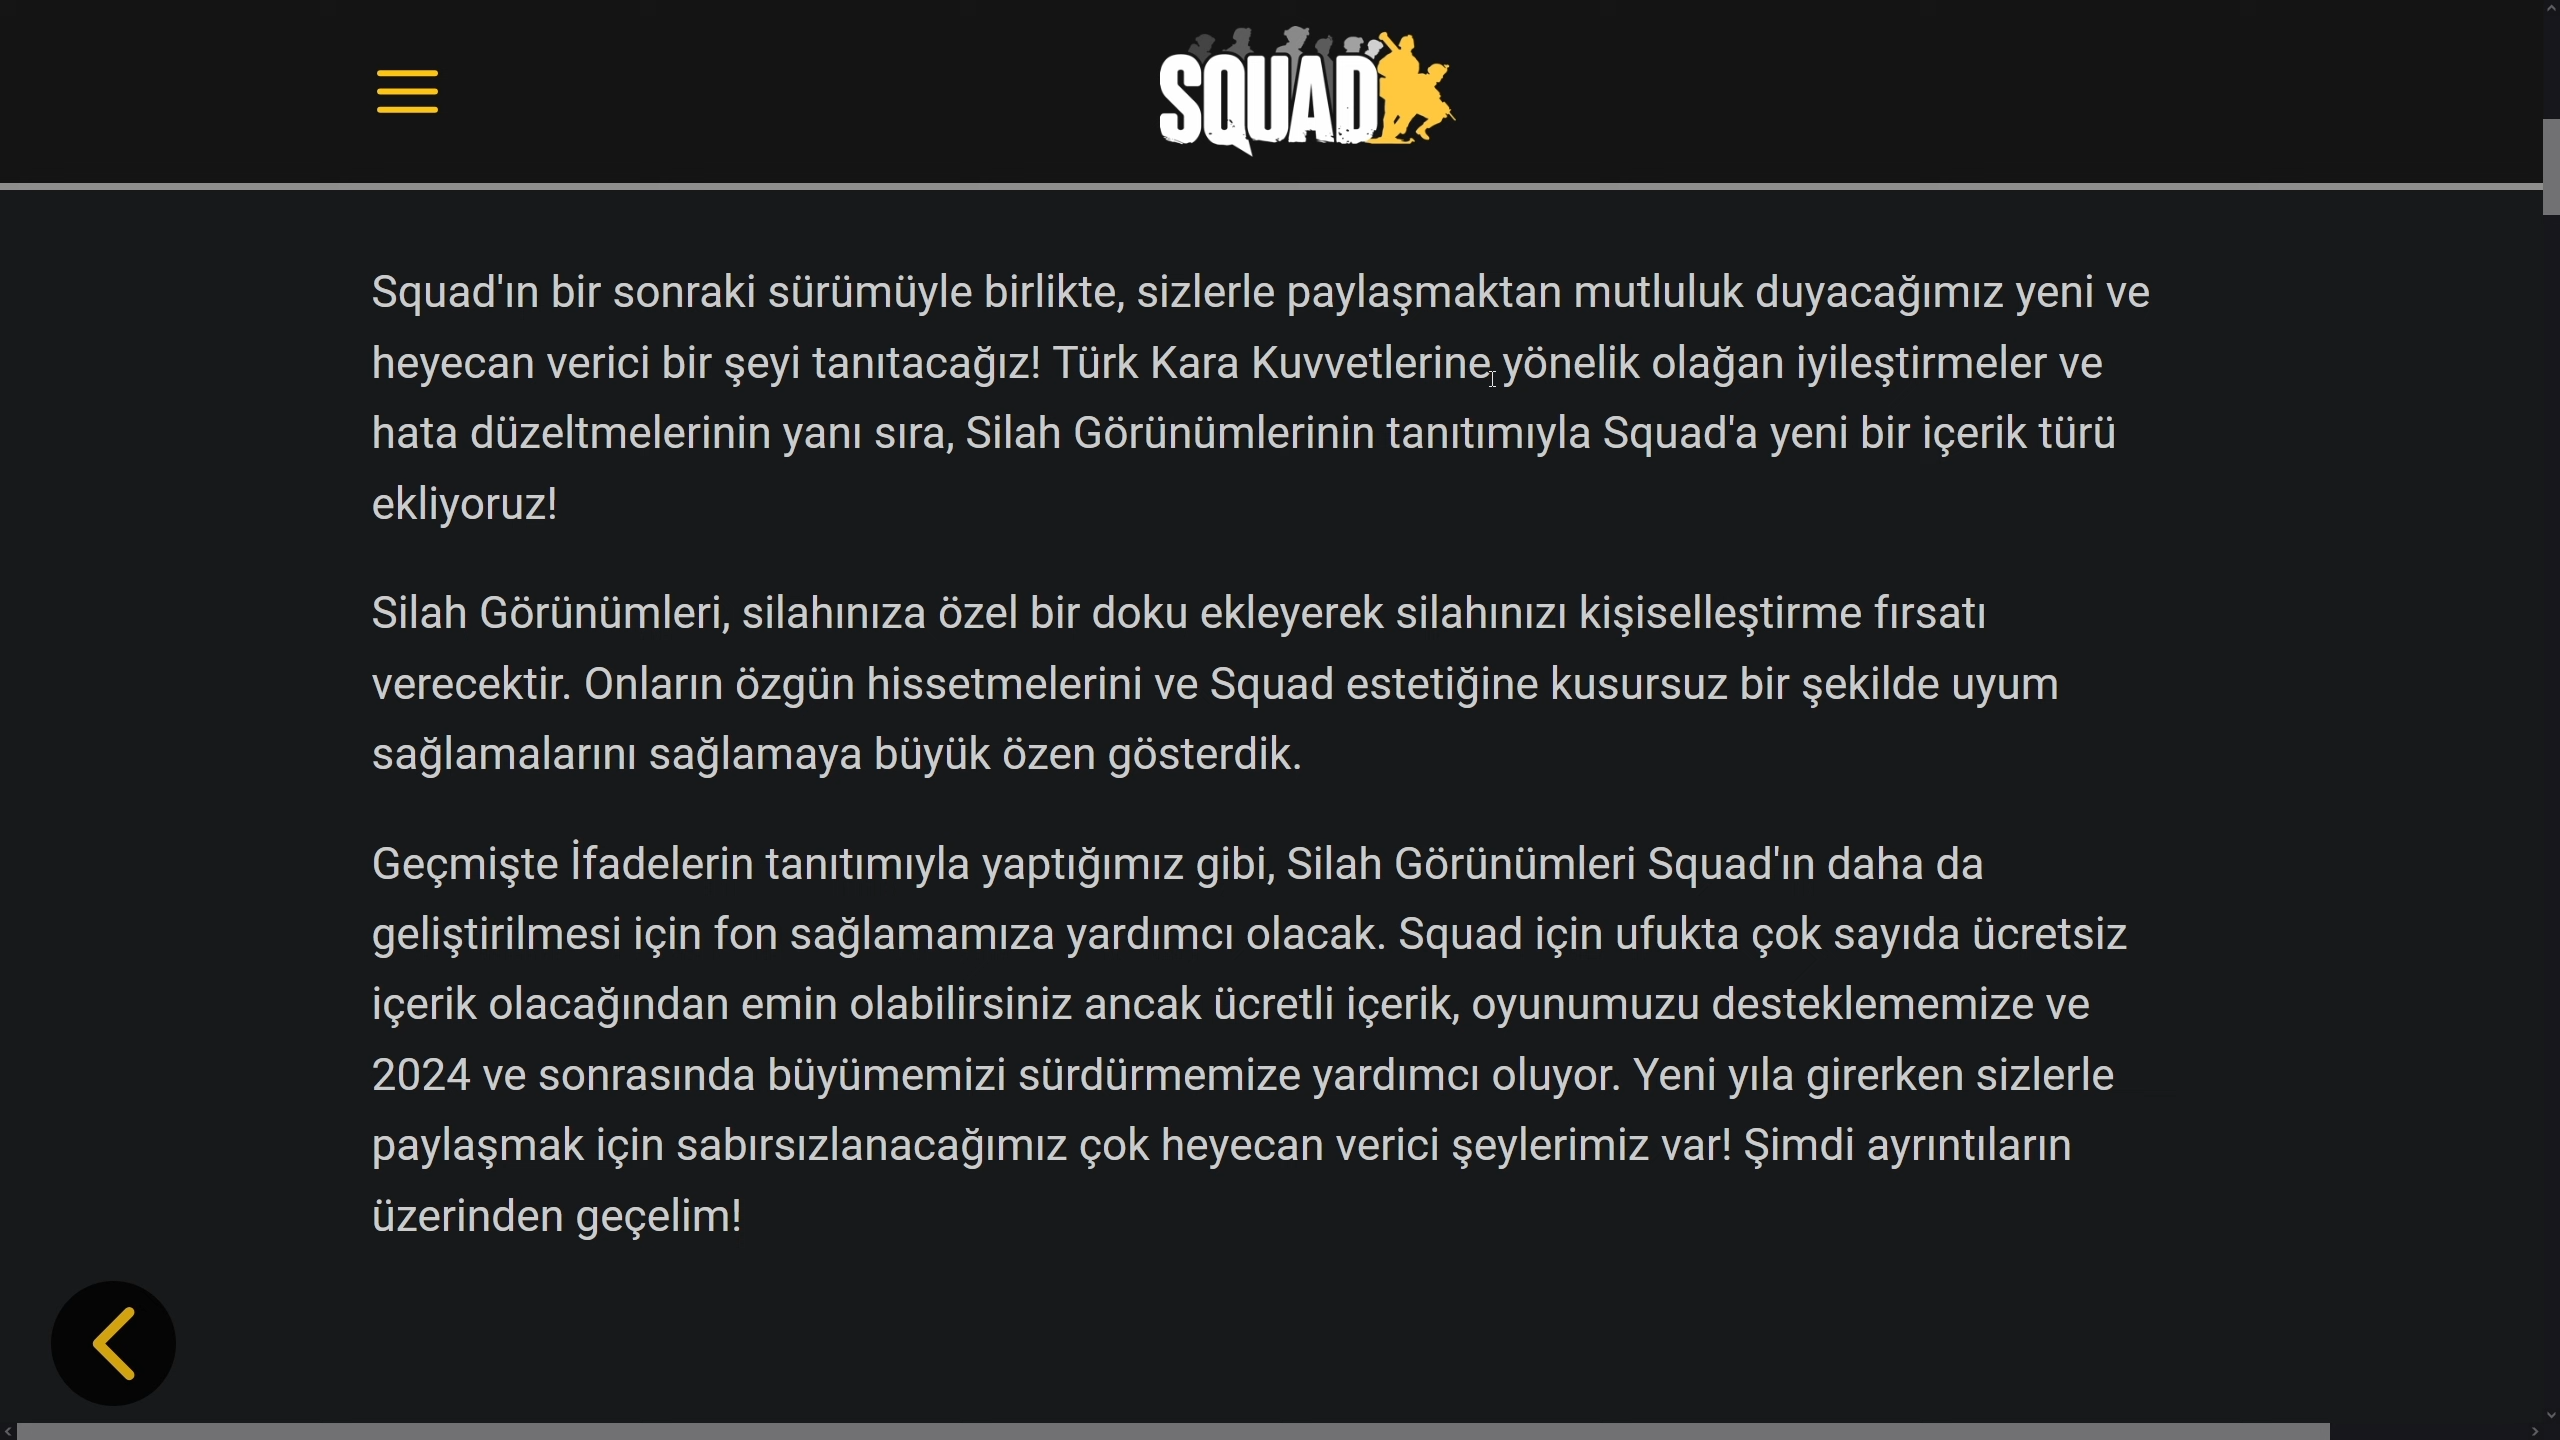 SQUAD
Squad'ın bir sonraki sürümüyle birlikte, sizlerle paylaşmaktan mutluluk duyacağımız yeni ve
heyecan verici bir şeyi tanıtacağız! Türk Kara Kuvvetlerine yönelik olağan iyileştirmeler ve
hata düzeltmelerinin yanı sıra, Silah Görünümlerinin tanıtımıyla Squad'a yeni bir içerik türü
ekliyoruz!
Silah Görünümleri, silahınıza özel bir doku ekleyerek silahınızı kişiselleştirme fırsatı
verecektir. Onların özgün hissetmelerini ve Squad estetiğine kusursuz bir şekilde uyum
sağlamalarını sağlamaya büyük özen gösterdik.
Geçmişte İfadelerin tanıtımıyla yaptığımız gibi, Silah Görünümleri Squad'ın daha da
geliştirilmesi için fon sağlamamıza yardımcı olacak. Squad için ufukta çok sayıda ücretsiz
içerik olacağından emin olabilirsiniz ancak ücretli içerik, oyunumuzu desteklememize ve
2024 ve sonrasında büyümemizi sürdürmemize yardımcı oluyor. Yeni yıla girerken sizlerle
paylaşmak için sabırsızlanacağımız çok heyecan verici şeylerimiz var! Şimdi ayrıntıların
üzerinden geçelim!